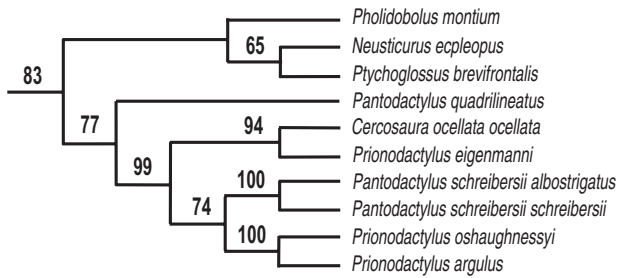 Pholidobolus montium
65 Neusticurus ecpleopus
83 Ptychoglossus brevifrontalis
77 Pantodactylus quadrilineatus
94 Cercosaura ocellata ocellata
99 Prionodactylus eigenmanni
100 Pantodactylus schreibersii albostrigatus
74 Pantodactylus schreibersii schreibersii
100 Prionodactylus oshaughnessyi
Prionodactylus argulus